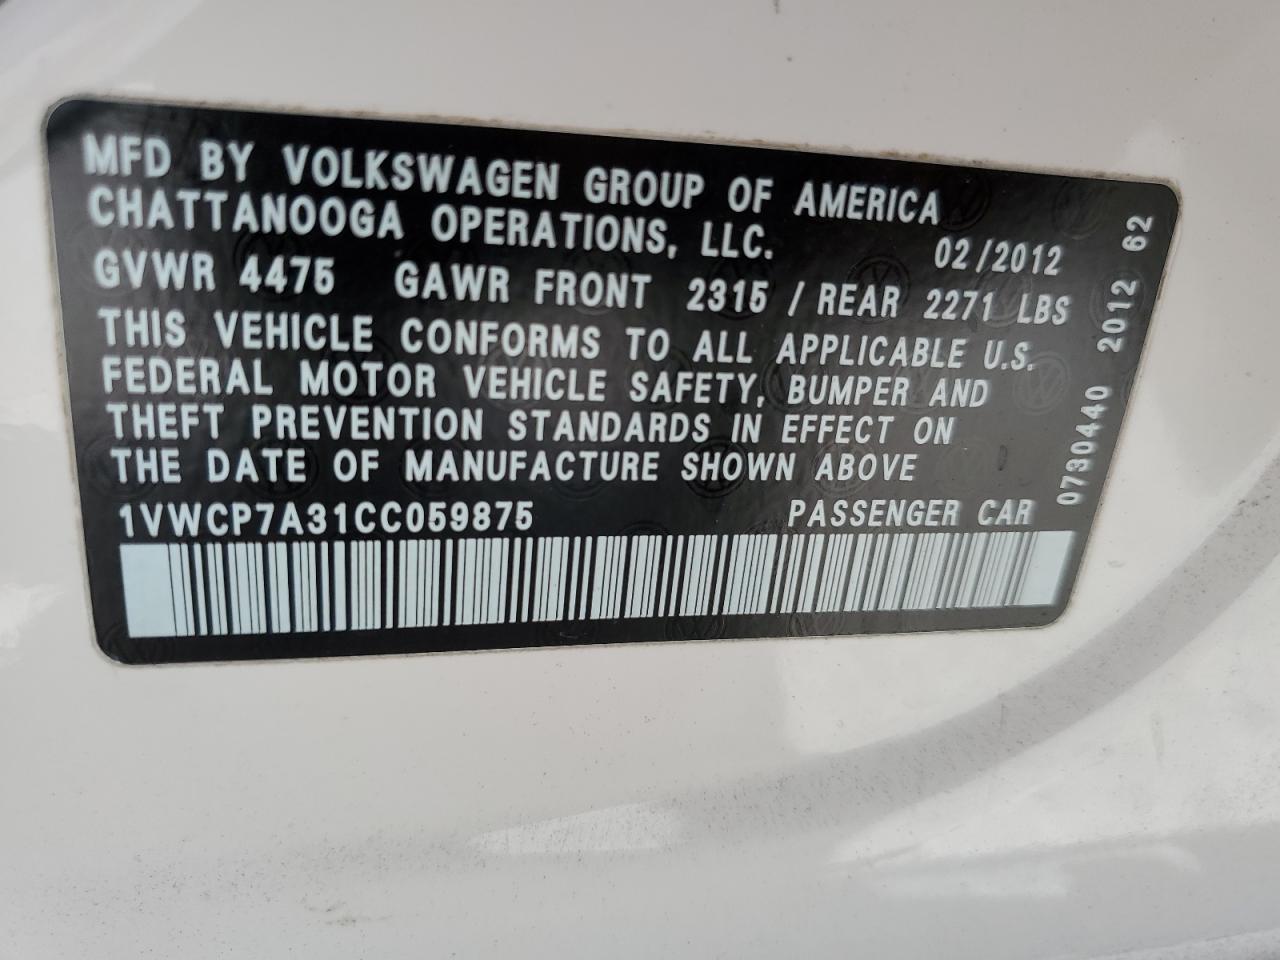 MFD BY VOLKSWAGEN GROUP OF AMERICA
CHATTANOOGA OPERATIONS, LLC. 02/2012
GVWR 4475 GAWR FRONT 2315 / REAR 2271 LBS
THIS VEHICLE CONFORMS TO ALL APPLICABLE U.S.
FEDERAL MOTOR VEHICLE SAFETY, BUMPER AND
THEFT PREVENTION STANDARDS IN EFFECT ON
THE DATE OF MANUFACTURE SHOWN ABOVE
1VWCP7A31CC059875 PASSENGER CAR
0730440 2012 62